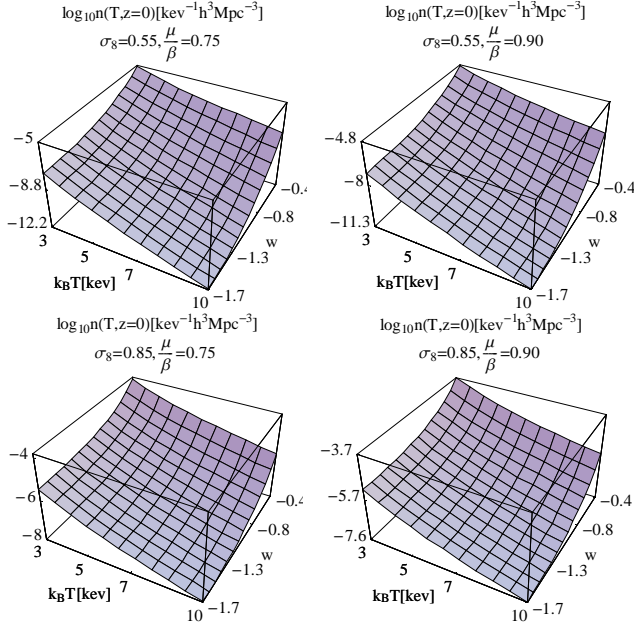 log₁₀n(T,z=0)[kev⁻¹h³Mpc⁻³]
σ₈=0.55, μ/β=0.75
-5
-8.8
-12.2
3
5
7
10
k_BT[kev]
-0.4
-0.8
-1.3
-1.7
w
log₁₀n(T,z=0)[kev⁻¹h³Mpc⁻³]
σ₈=0.55, μ/β=0.90
-4.8
-8
-11.3
3
5
7
10
k_BT[kev]
-0.4
-0.8
-1.3
-1.7
w
log₁₀n(T,z=0)[kev⁻¹h³Mpc⁻³]
σ₈=0.85, μ/β=0.75
-4
-6
-8
3
5
7
10
k_BT[kev]
-0.4
-0.8
-1.3
-1.7
w
log₁₀n(T,z=0)[kev⁻¹h³Mpc⁻³]
σ₈=0.85, μ/β=0.90
-3.7
-5.7
-7.6
3
5
7
10
k_BT[kev]
-0.4
-0.8
-1.3
-1.7
w